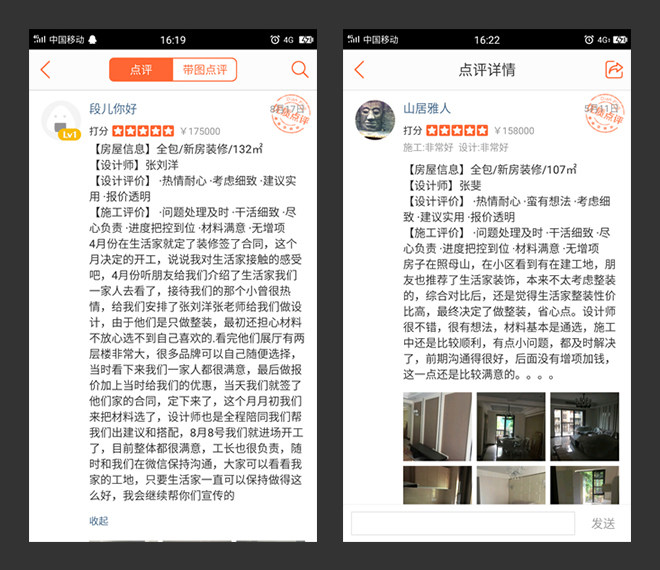 中国移动
16:19
4G
点评
带图点评
段儿你好
打分
￥175000
Lv1
【房屋信息】全包/新房装修/132㎡
【设计师】张刘洋
【设计评价】 ·热情耐心 ·考虑细致 ·建议实
用 ·报价透明
【施工评价】 ·问题处理及时 ·干活细致 ·尽
心负责 ·进度把控到位 ·材料满意 ·无增项
4月份在生活家就定了装修签了合同，这个
月决定的开工，说说我对生活家接触的感受
吧，4月份听朋友给我们介绍了生活家我们
一家人去看了，接待我们的那个小曾很热
情，给我们安排了张刘洋张老师给我们做设
计，由于他们是只做整装，最初还担心材料
不放心选不到自己喜欢的.看完他们展厅有两
层楼非常大，很多品牌可以自己随便选择，
当时看下来我们一家人都很满意，最后做报
价加上当时给我们的优惠，当天我们就签了
他们家的合同，定下来了，这个月月初我们
来把材料选了，设计师也是全程陪同我们帮
我们出建议和搭配，8月8号我们就进场开工
了，目前整体都很满意，工长也很负责，随
时和我们在微信保持沟通，大家可以看看我
家的工地，只要生活家一直可以保持做得这
么好，我会继续帮你们宣传的
收起
中国移动
16:22
4G
点评详情
山居雅人
打分
￥158000
施工:非常好 设计:非常好
【房屋信息】全包/新房装修/107㎡
【设计师】张斐
【设计评价】 ·热情耐心 ·蛮有想法 ·考虑细
致 ·建议实用 ·报价透明
【施工评价】 ·问题处理及时 ·干活细致 ·尽
心负责 ·进度把控到位 ·材料满意 ·无增项
房子在照母山，在小区看到有在建工地，朋
友也推荐了生活家装饰，本来不太考虑整装
的，综合对比后，还是觉得生活家整装性价
比高，最终决定了做整装，省心点。设计师
很不错，很有想法，材料基本是通选，施工
中还是比较顺利，有点小问题，都及时解决
了，前期沟通得很好，后面没有增项加钱，
这一点还是比较满意的。。。。
发送